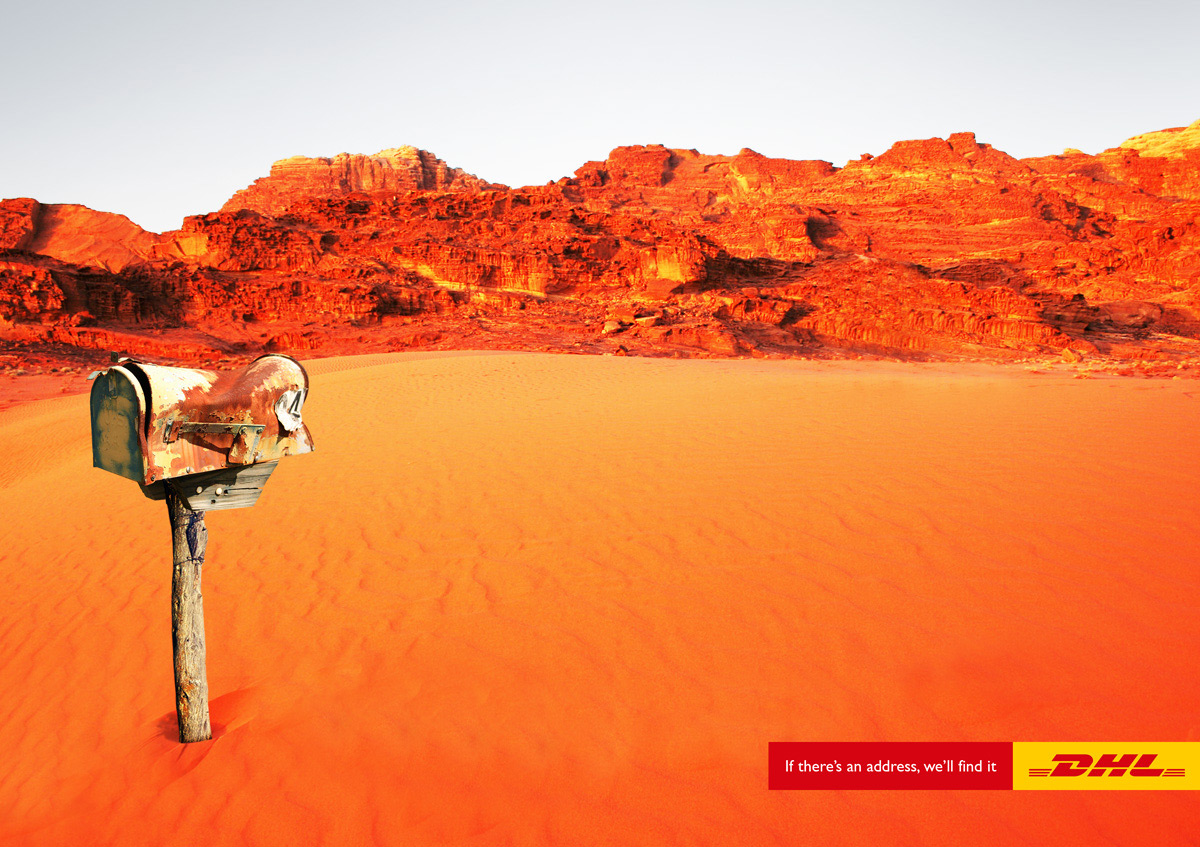 If there's an address, we'll find it
DHL